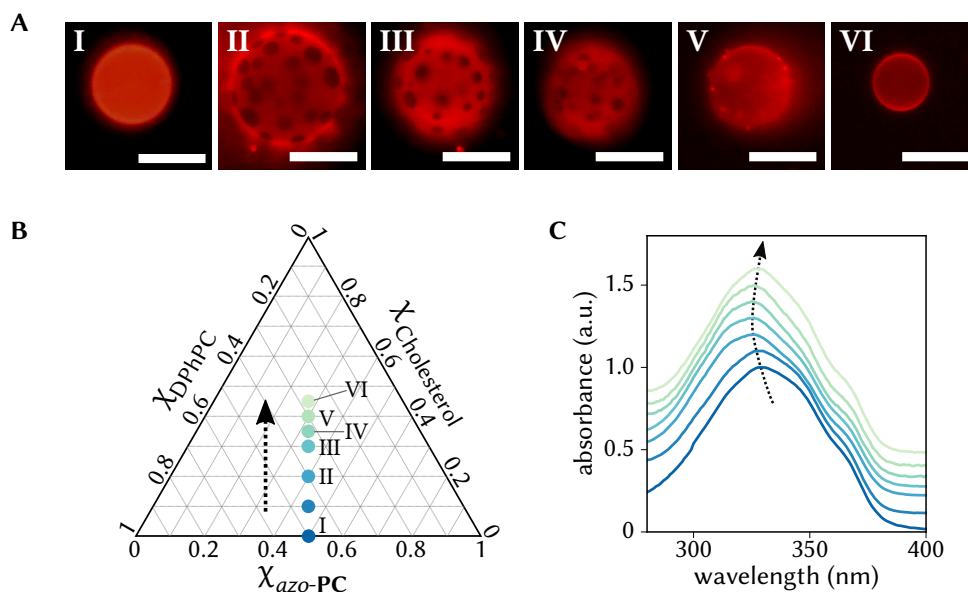 A
I II III IV V VI
B
0 1
0.2 0.8
χDPhPC χCholesterol
0.4 0.6
0.6 0.4
0.8 0.2
VI
V
IV
III
II
I
1 0
0 0.2 0.4 0.6 0.8 1
χazo-PC
C
absorbance (a.u.)
1.5
1.0
0.5
0
300 350 400
wavelength (nm)